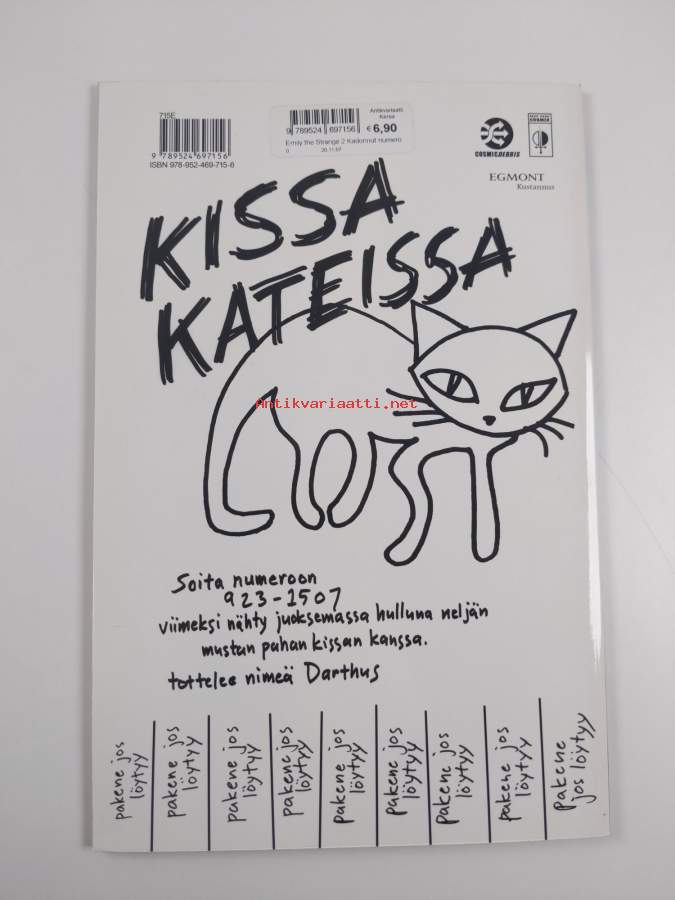 715E
9 789524 697156
ISBN 978-952-469-715-6
Antikvariaatti
Kersa
9 789524 697156
€ 6,90
Emily the Strange 2 Kadonnut numero
0
COSMICDEBRIS
EGMONT
Kustannus
KISSA
KATEISSA
Antikvariaatti.net
Soita numeroon
923-1507
viimeksi nähty juoksemassa hulluna neljän
mustan pahan kissan kanssa.
tottelee nimeä Darthus
pakene jos
löytyy
pakene jos
löytyy
pakene jos
löytyy
pakene jos
löytyy
pakene jos
löytyy
pakene jos
löytyy
pakene jos
löytyy
pakene jos
löytyy
pakene
jos löytyy